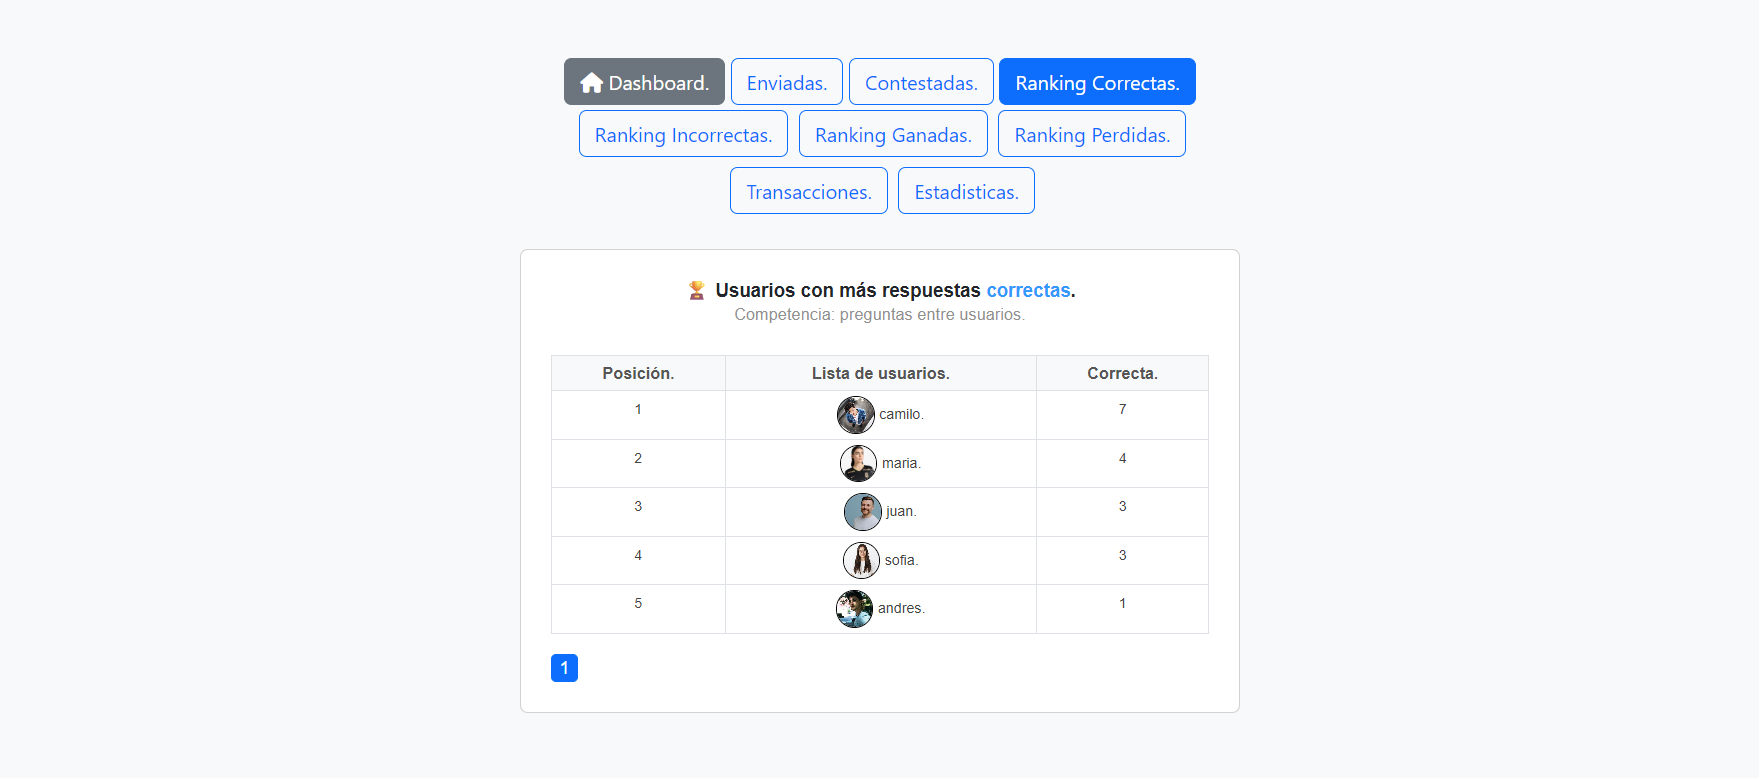 Dashboard. Enviadas. Contestadas. Ranking Correctas.
Ranking Incorrectas. Ranking Ganadas. Ranking Perdidas.
Transacciones. Estadisticas.
Usuarios con más respuestas correctas.
Competencia: preguntas entre usuarios.
Posición. Lista de usuarios. Correcta.
1 camilo. 7
2 maria. 4
3 juan. 3
4 sofia. 3
5 andres. 1
1